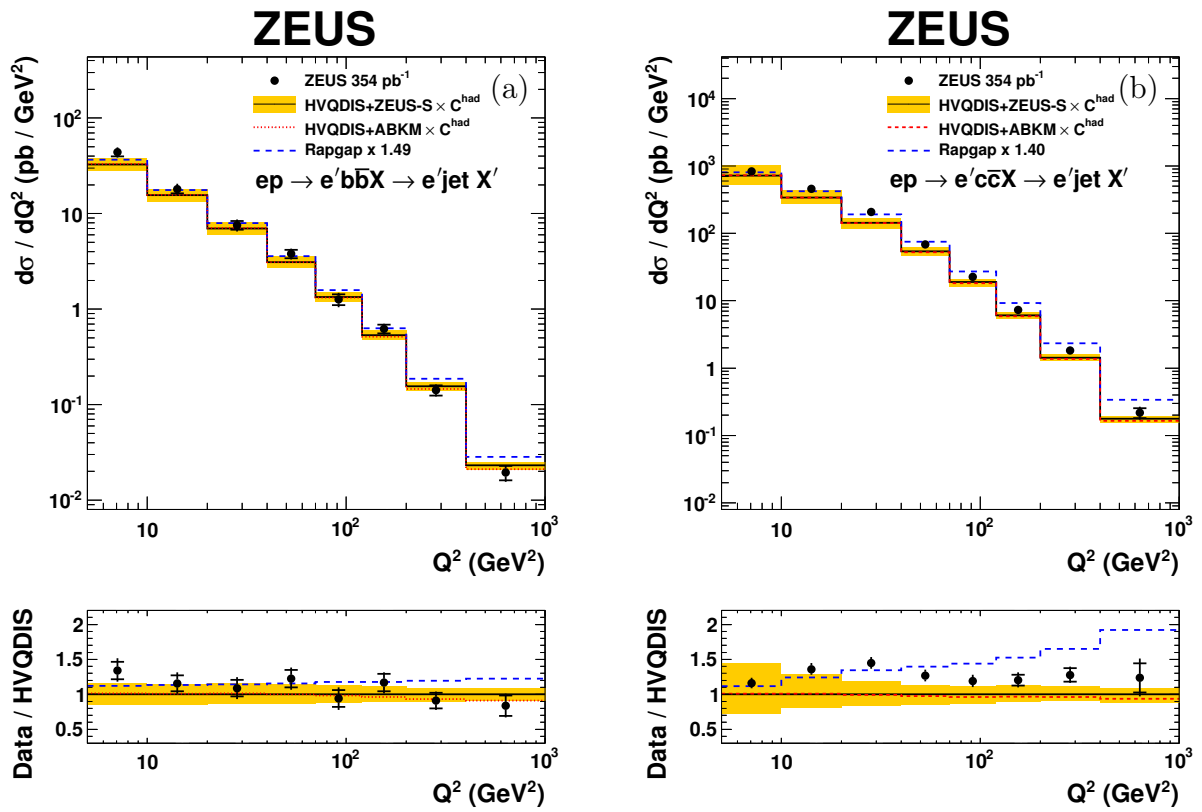 ZEUS
dσ / dQ² (pb / GeV²)
10²
10
1
10⁻¹
10⁻²
ZEUS 354 pb⁻¹
(a)
HVQDIS+ZEUS-S × C^had
HVQDIS+ABKM × C^had
Rapgap x 1.49
ep → e′bb̅X → e′jet X′
10
10²
10³
Q² (GeV²)
Data / HVQDIS
2
1.5
1
0.5
10
10²
10³
Q² (GeV²)
ZEUS
dσ / dQ² (pb / GeV²)
10⁴
10³
10²
10
1
10⁻¹
10⁻²
ZEUS 354 pb⁻¹
(b)
HVQDIS+ZEUS-S × C^had
HVQDIS+ABKM × C^had
Rapgap x 1.40
ep → e′cc̅X → e′jet X′
10
10²
10³
Q² (GeV²)
Data / HVQDIS
2
1.5
1
0.5
10
10²
10³
Q² (GeV²)